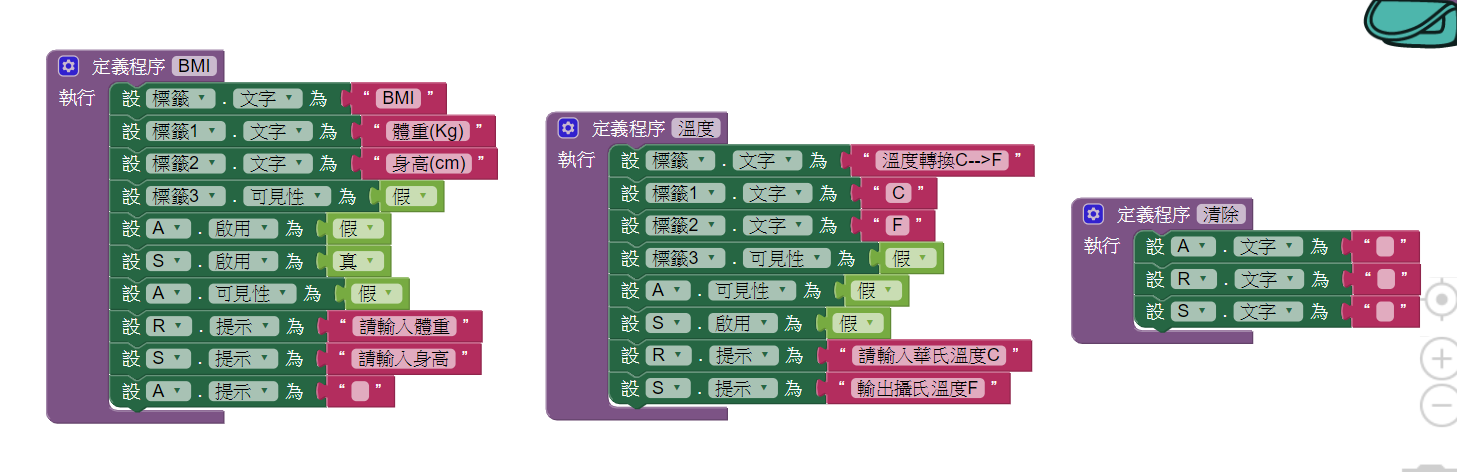 定義程序 BMI
執行 設 標籤 . 文字 為 “ BMI ”
設 標籤1 . 文字 為 “ 體重(Kg) ”
設 標籤2 . 文字 為 “ 身高(cm) ”
設 標籤3 . 可見性 為 假
設 A . 啟用 為 假
設 S . 啟用 為 真
設 A . 可見性 為 假
設 R . 提示 為 “ 請輸入體重 ”
設 S . 提示 為 “ 請輸入身高 ”
設 A . 提示 為 “ ”
定義程序 溫度
執行 設 標籤 . 文字 為 “ 溫度轉換C-->F ”
設 標籤1 . 文字 為 “ C ”
設 標籤2 . 文字 為 “ F ”
設 標籤3 . 可見性 為 假
設 A . 可見性 為 假
設 S . 啟用 為 假
設 R . 提示 為 “ 請輸入華氏溫度C ”
設 S . 提示 為 “ 輸出攝氏溫度F ”
定義程序 清除
執行 設 A . 文字 為 “ ”
設 R . 文字 為 “ ”
設 S . 文字 為 “ ”